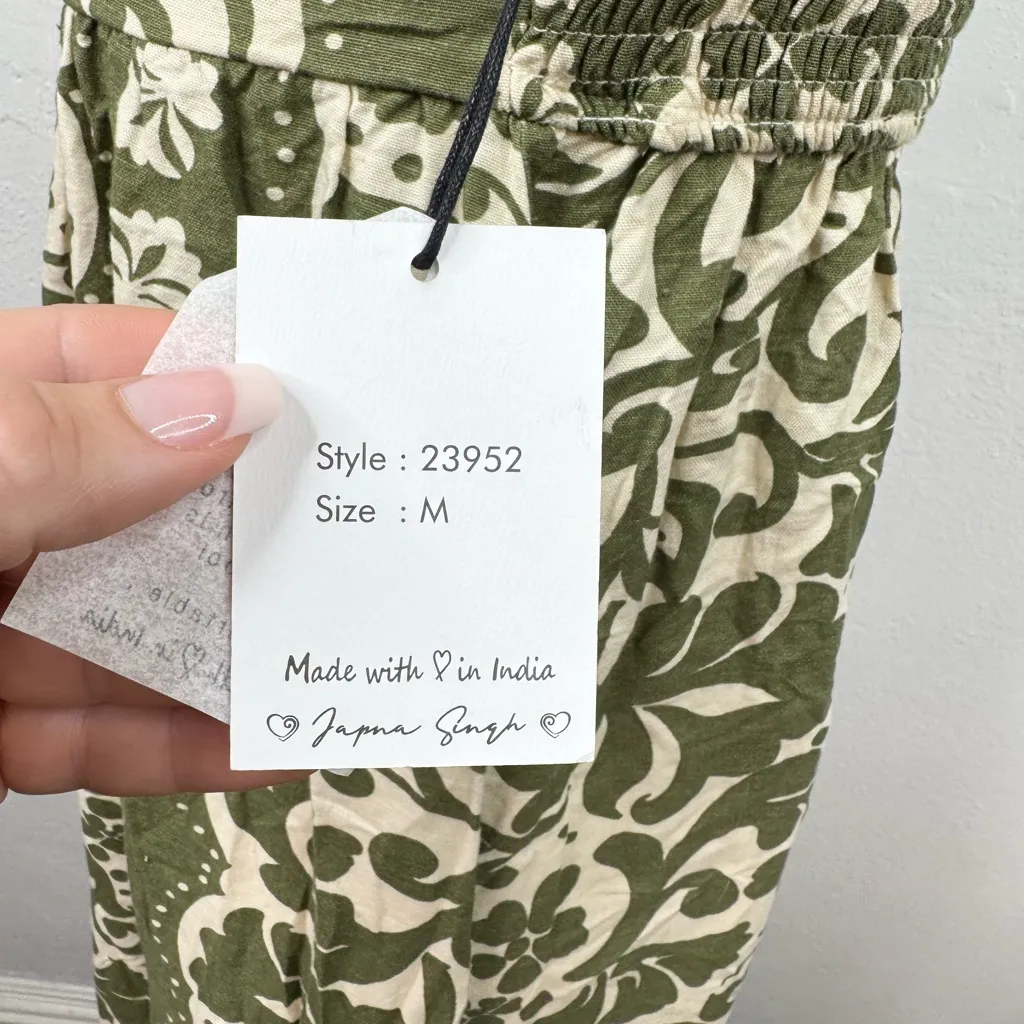 Style : 23952
Size : M
Made with ♡ in India
Japna Singh